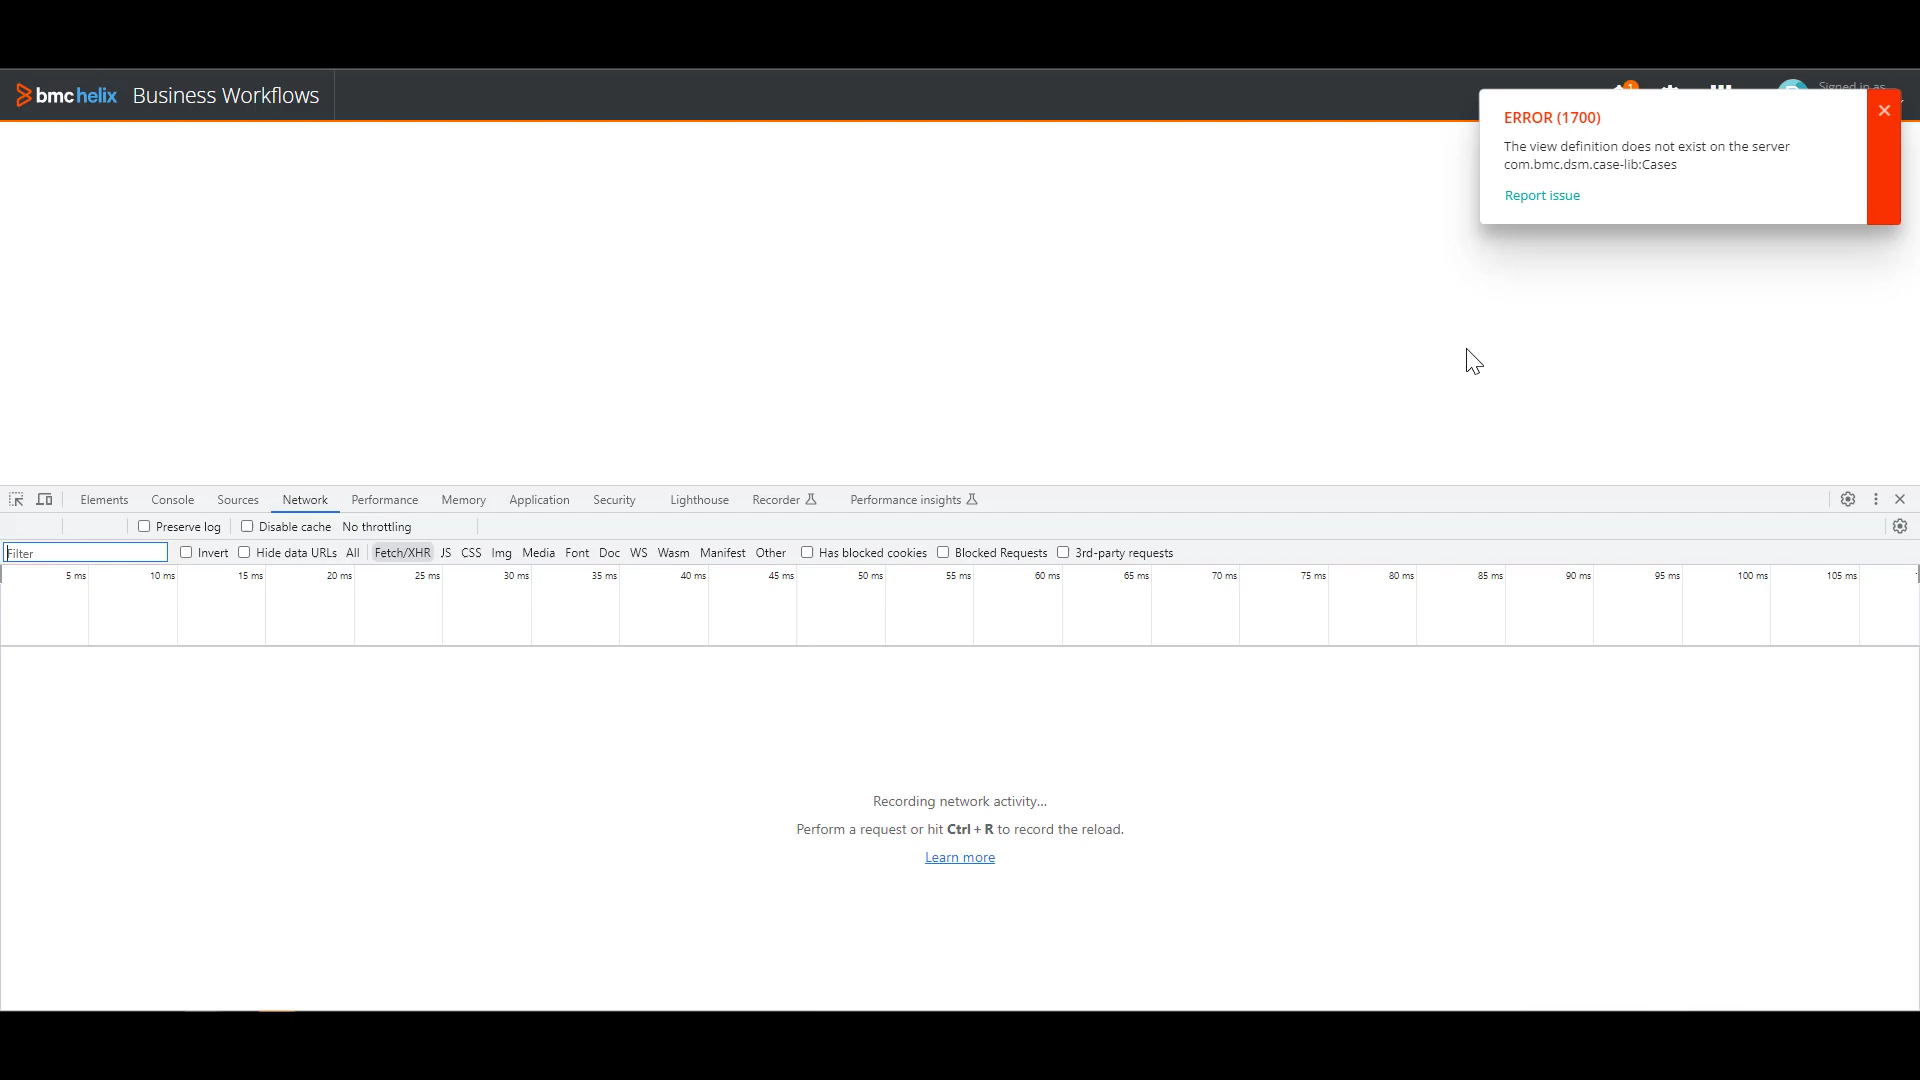 bmchelix Business Workflows
1
Signed in as
ERROR (1700)
The view definition does not exist on the server
com.bmc.dsm.case-lib:Cases
Report issue
Elements Console Sources Network Performance Memory Application Security Lighthouse Recorder Performance insights
Preserve log Disable cache No throttling
Filter Invert Hide data URLs All Fetch/XHR JS CSS Img Media Font Doc WS Wasm Manifest Other Has blocked cookies Blocked Requests 3rd-party requests
5 ms 10 ms 15 ms 20 ms 25 ms 30 ms 35 ms 40 ms 45 ms 50 ms 55 ms 60 ms 65 ms 70 ms 75 ms 80 ms 85 ms 90 ms 95 ms 100 ms 105 ms
Recording network activity...
Perform a request or hit Ctrl + R to record the reload.
Learn more